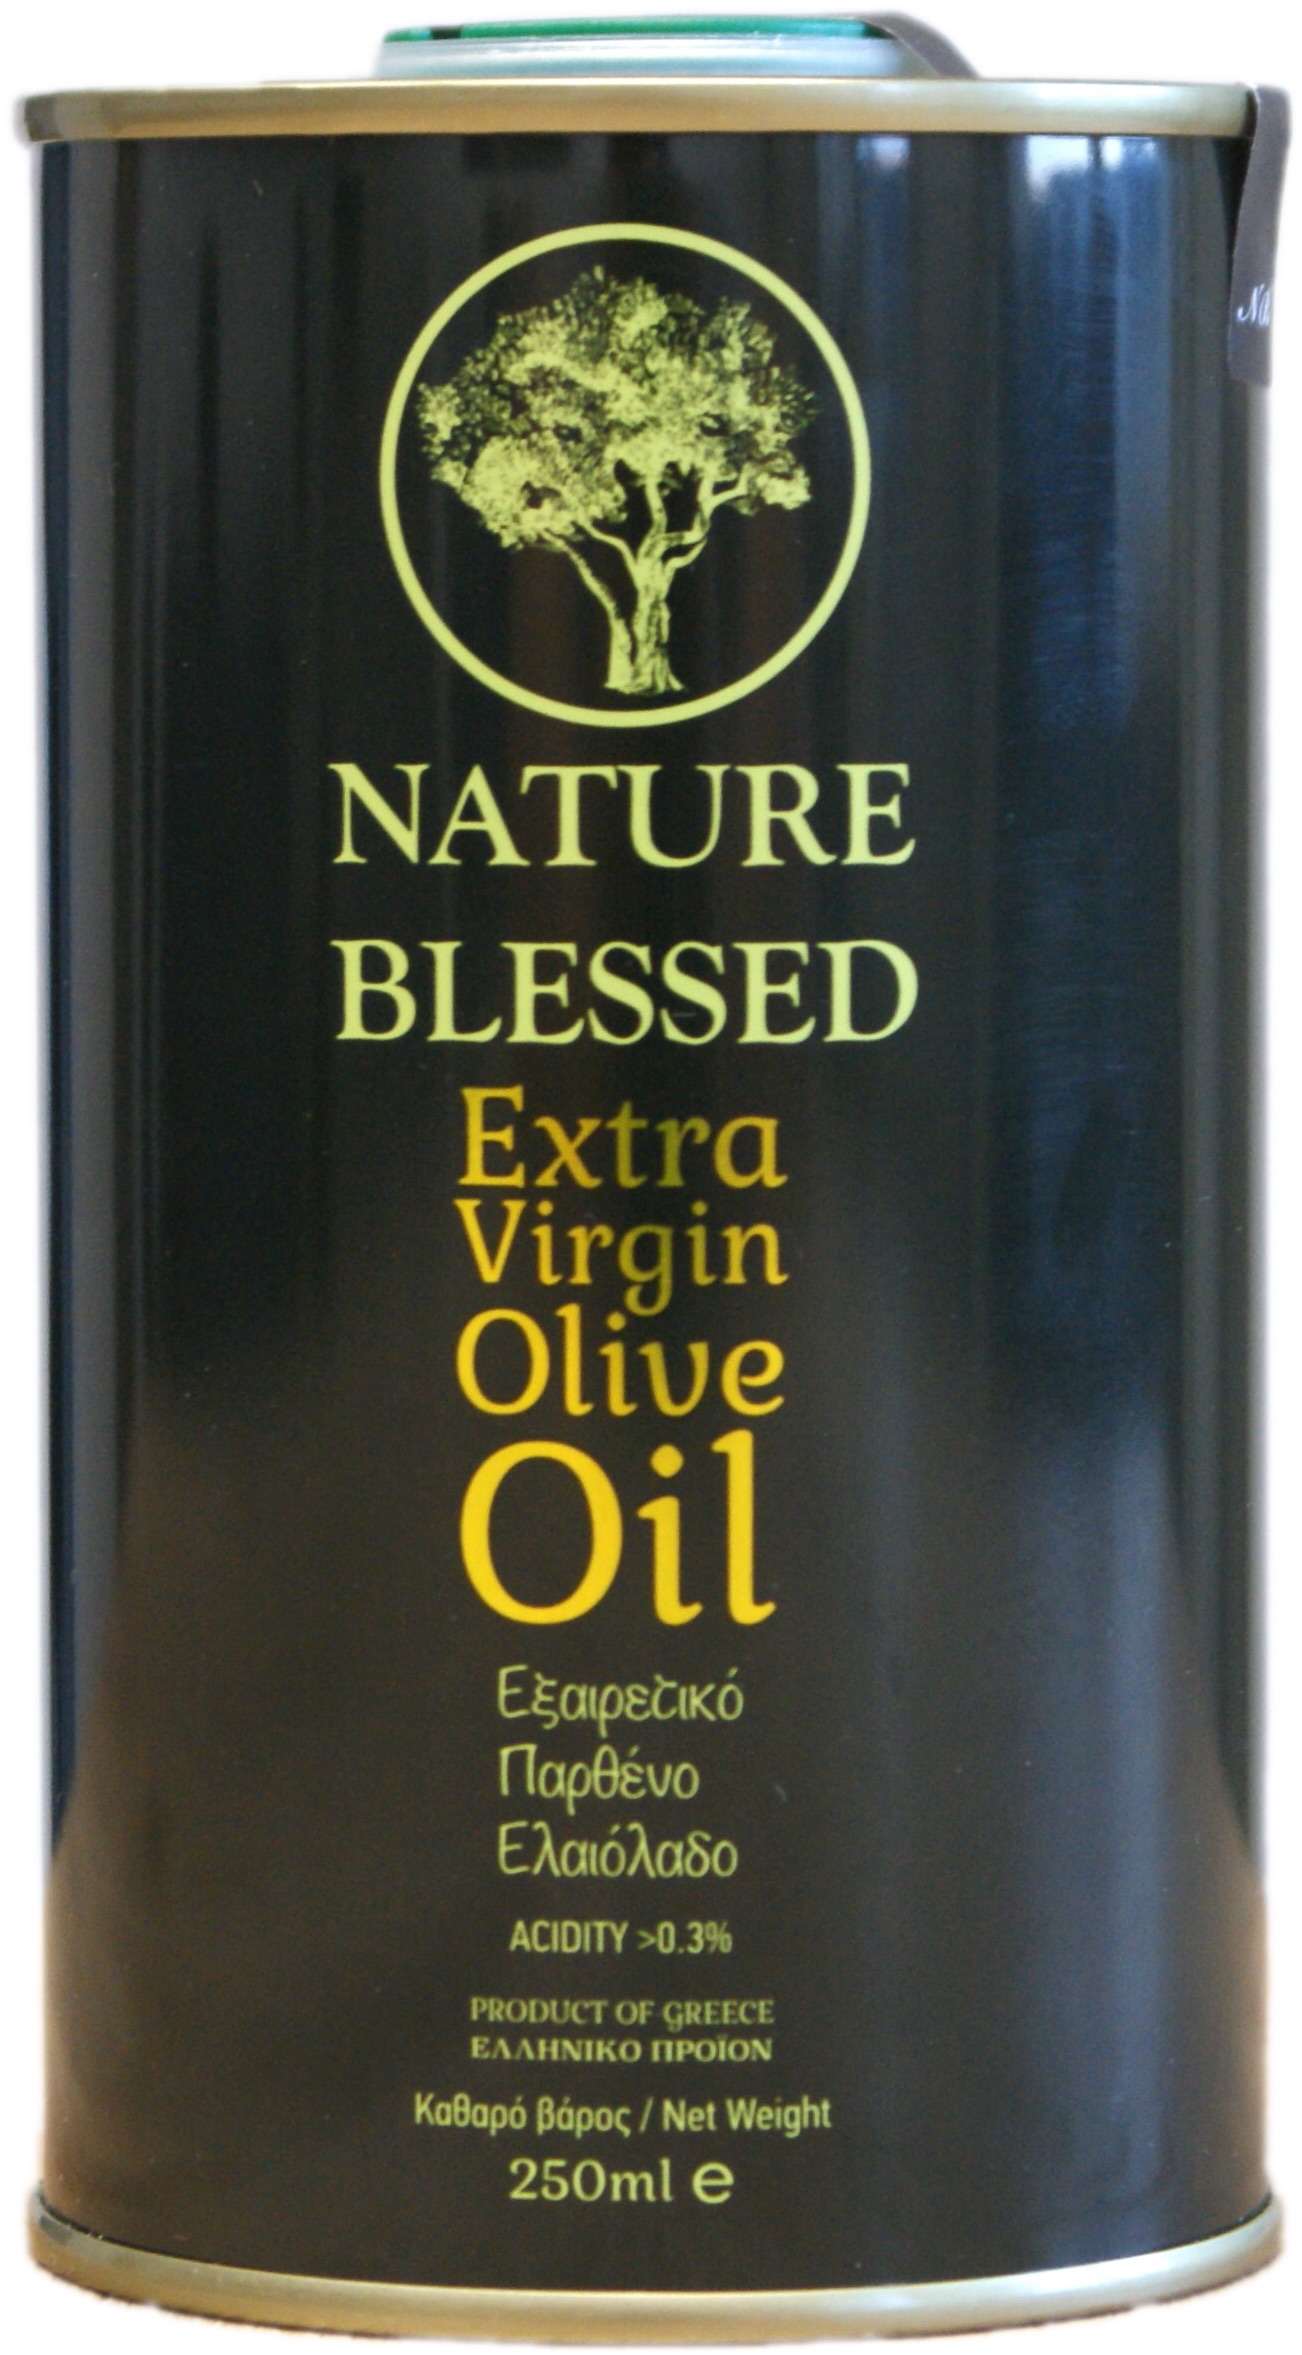 NATURE
BLESSED
Extra
Virgin
Olive
Oil
Εξαιρετικό
Παρθένο
Ελαιόλαδο
ACIDITY >0.3%
PRODUCT OF GREECE
ΕΛΛΗΝΙΚΟ ΠΡΟΪΟΝ
Καθαρό βάρος / Net Weight
250ml e